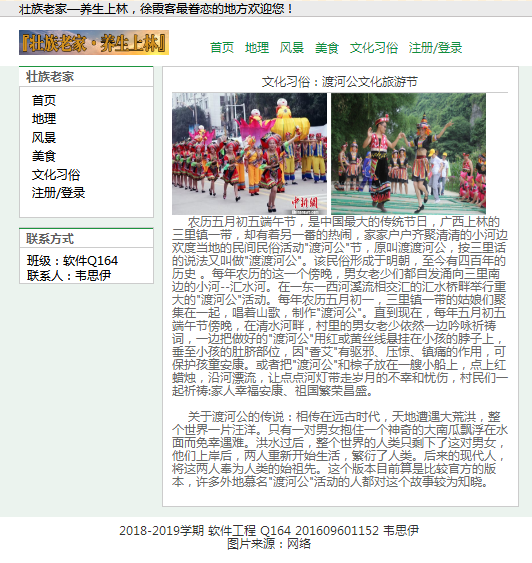 壮族老家—养生上林，徐霞客最眷恋的地方欢迎您！
『壮族老家·养生上林』
首页 地理 风景 美食 文化习俗 注册/登录
壮族老家
首页
地理
风景
美食
文化习俗
注册/登录
联系方式
班级：软件Q164
联系人：韦思伊
文化习俗：渡河公文化旅游节
中新网
农历五月初五端午节，是中国最大的传统节日，广西上林的
三里镇一带，却有着另一番的热闹，家家户户齐聚清清的小河边
欢度当地的民间民俗活动"渡河公"节，原叫渡渡河公，按三里话
的说法又叫做"渡渡河公"。该民俗形成于明朝，至今有四百年的
历史 。每年农历的这一个傍晚，男女老少们都自发涌向三里南
边的小河--汇水河。在一东一西河溪流相交汇的汇水桥畔举行重
大的"渡河公"活动。每年农历五月初一，三里镇一带的姑娘们聚
集在一起，唱着山歌，制作"渡河公"。直到现在，每年五月初五
端午节傍晚，在清水河畔，村里的男女老少依然一边吟咏祈祷
词，一边把做好的"渡河公"用红或黄丝线悬挂在小孩的脖子上，
垂至小孩的肚脐部位，因"香艾"有驱邪、压惊、镇痛的作用，可
保护孩童安康。或者把"渡河公"和粽子放在一艘小船上，点上红
蜡烛，沿河漂流，让点点河灯带走岁月的不幸和忧伤，村民们一
起祈祷:家人幸福安康、祖国繁荣昌盛。
关于渡河公的传说：相传在远古时代，天地遭遇大荒洪，整
个世界一片汪洋。只有一对男女抱住一个神奇的大南瓜飘浮在水
面而免幸遇难。洪水过后，整个世界的人类只剩下了这对男女，
他们上岸后，两人重新开始生活，繁衍了人类。后来的现代人，
将这两人奉为人类的始祖先。这个版本目前算是比较官方的版
本，许多外地慕名"渡河公"活动的人都对这个故事较为知晓。
2018-2019学期 软件工程 Q164 201609601152 韦思伊
图片来源：网络